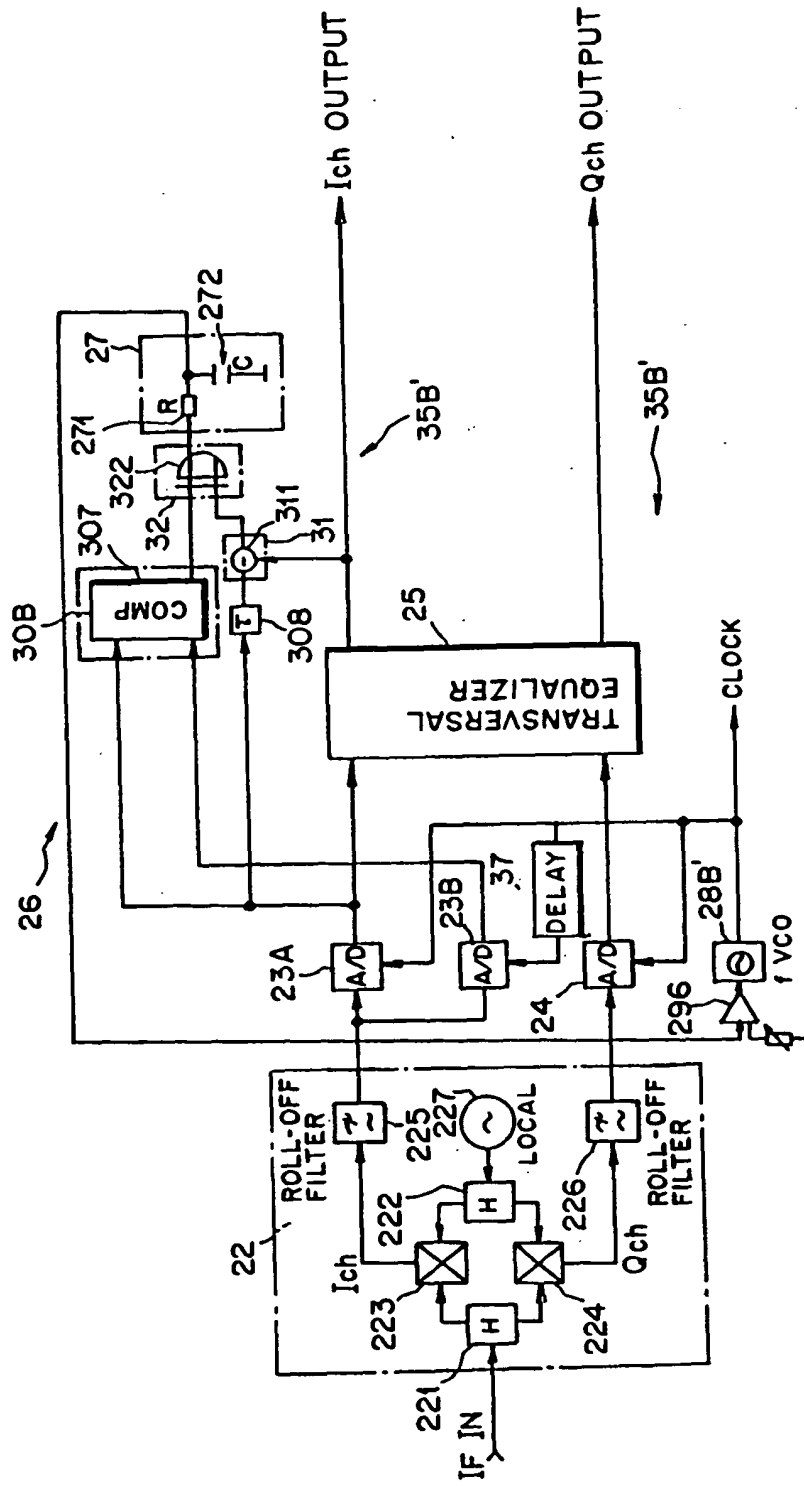 26
30B
307
COMP
32
322
271
R
27
272
C
τ
308
311
31
Ich OUTPUT
35B'
25
TRANSVERSAL
EQUALIZER
Qch OUTPUT
35B'
22
ROLL-OFF
FILTER
225
Ich
223
H
222
227
LOCAL
IF IN
221
H
224
Qch
226
ROLL-OFF
FILTER
23A
A/D
23B
A/D
37
DELAY
24
A/D
296
28B'
f VCO
CLOCK